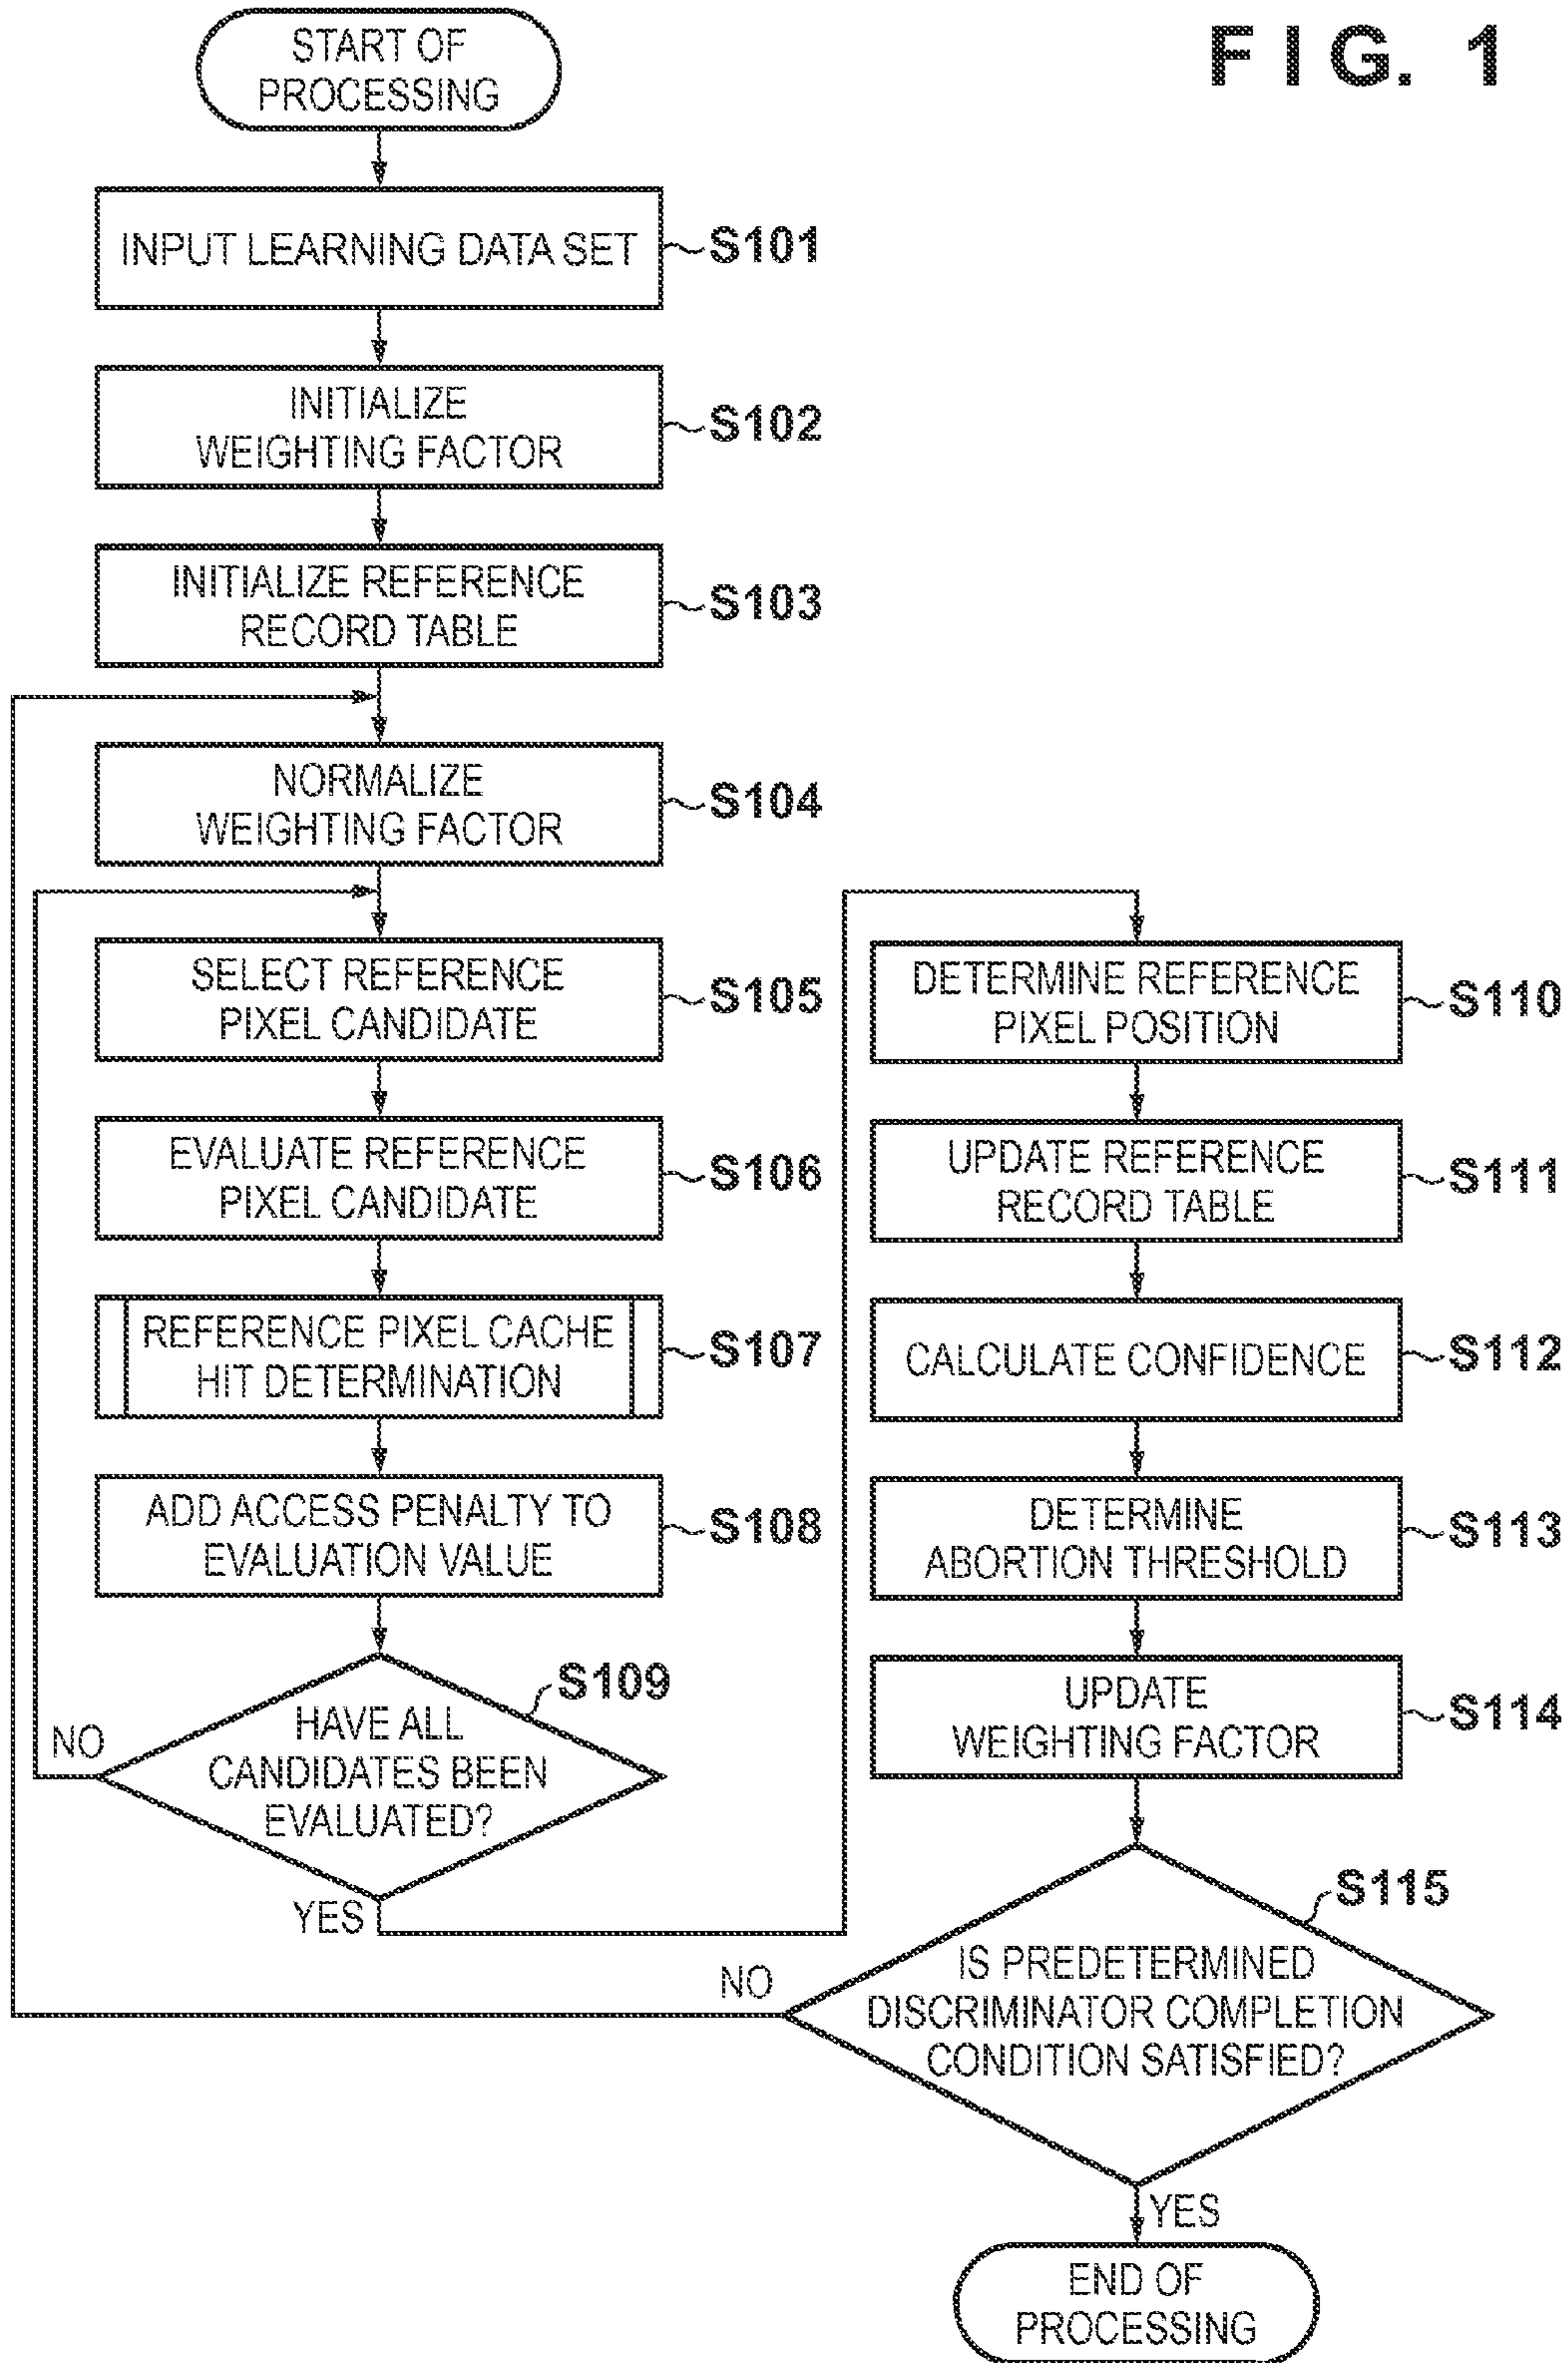 FIG. 1
START OF
PROCESSING
INPUT LEARNING DATA SET
S101
INITIALIZE
WEIGHTING FACTOR
S102
INITIALIZE REFERENCE
RECORD TABLE
S103
NORMALIZE
WEIGHTING FACTOR
S104
SELECT REFERENCE
PIXEL CANDIDATE
S105
EVALUATE REFERENCE
PIXEL CANDIDATE
S106
REFERENCE PIXEL CACHE
HIT DETERMINATION
S107
ADD ACCESS PENALTY TO
EVALUATION VALUE
S108
S109
HAVE ALL
CANDIDATES BEEN
EVALUATED?
NO
YES
DETERMINE REFERENCE
PIXEL POSITION
S110
UPDATE REFERENCE
RECORD TABLE
S111
CALCULATE CONFIDENCE
S112
DETERMINE
ABORTION THRESHOLD
S113
UPDATE
WEIGHTING FACTOR
S114
S115
IS PREDETERMINED
DISCRIMINATOR COMPLETION
CONDITION SATISFIED?
NO
YES
END OF
PROCESSING